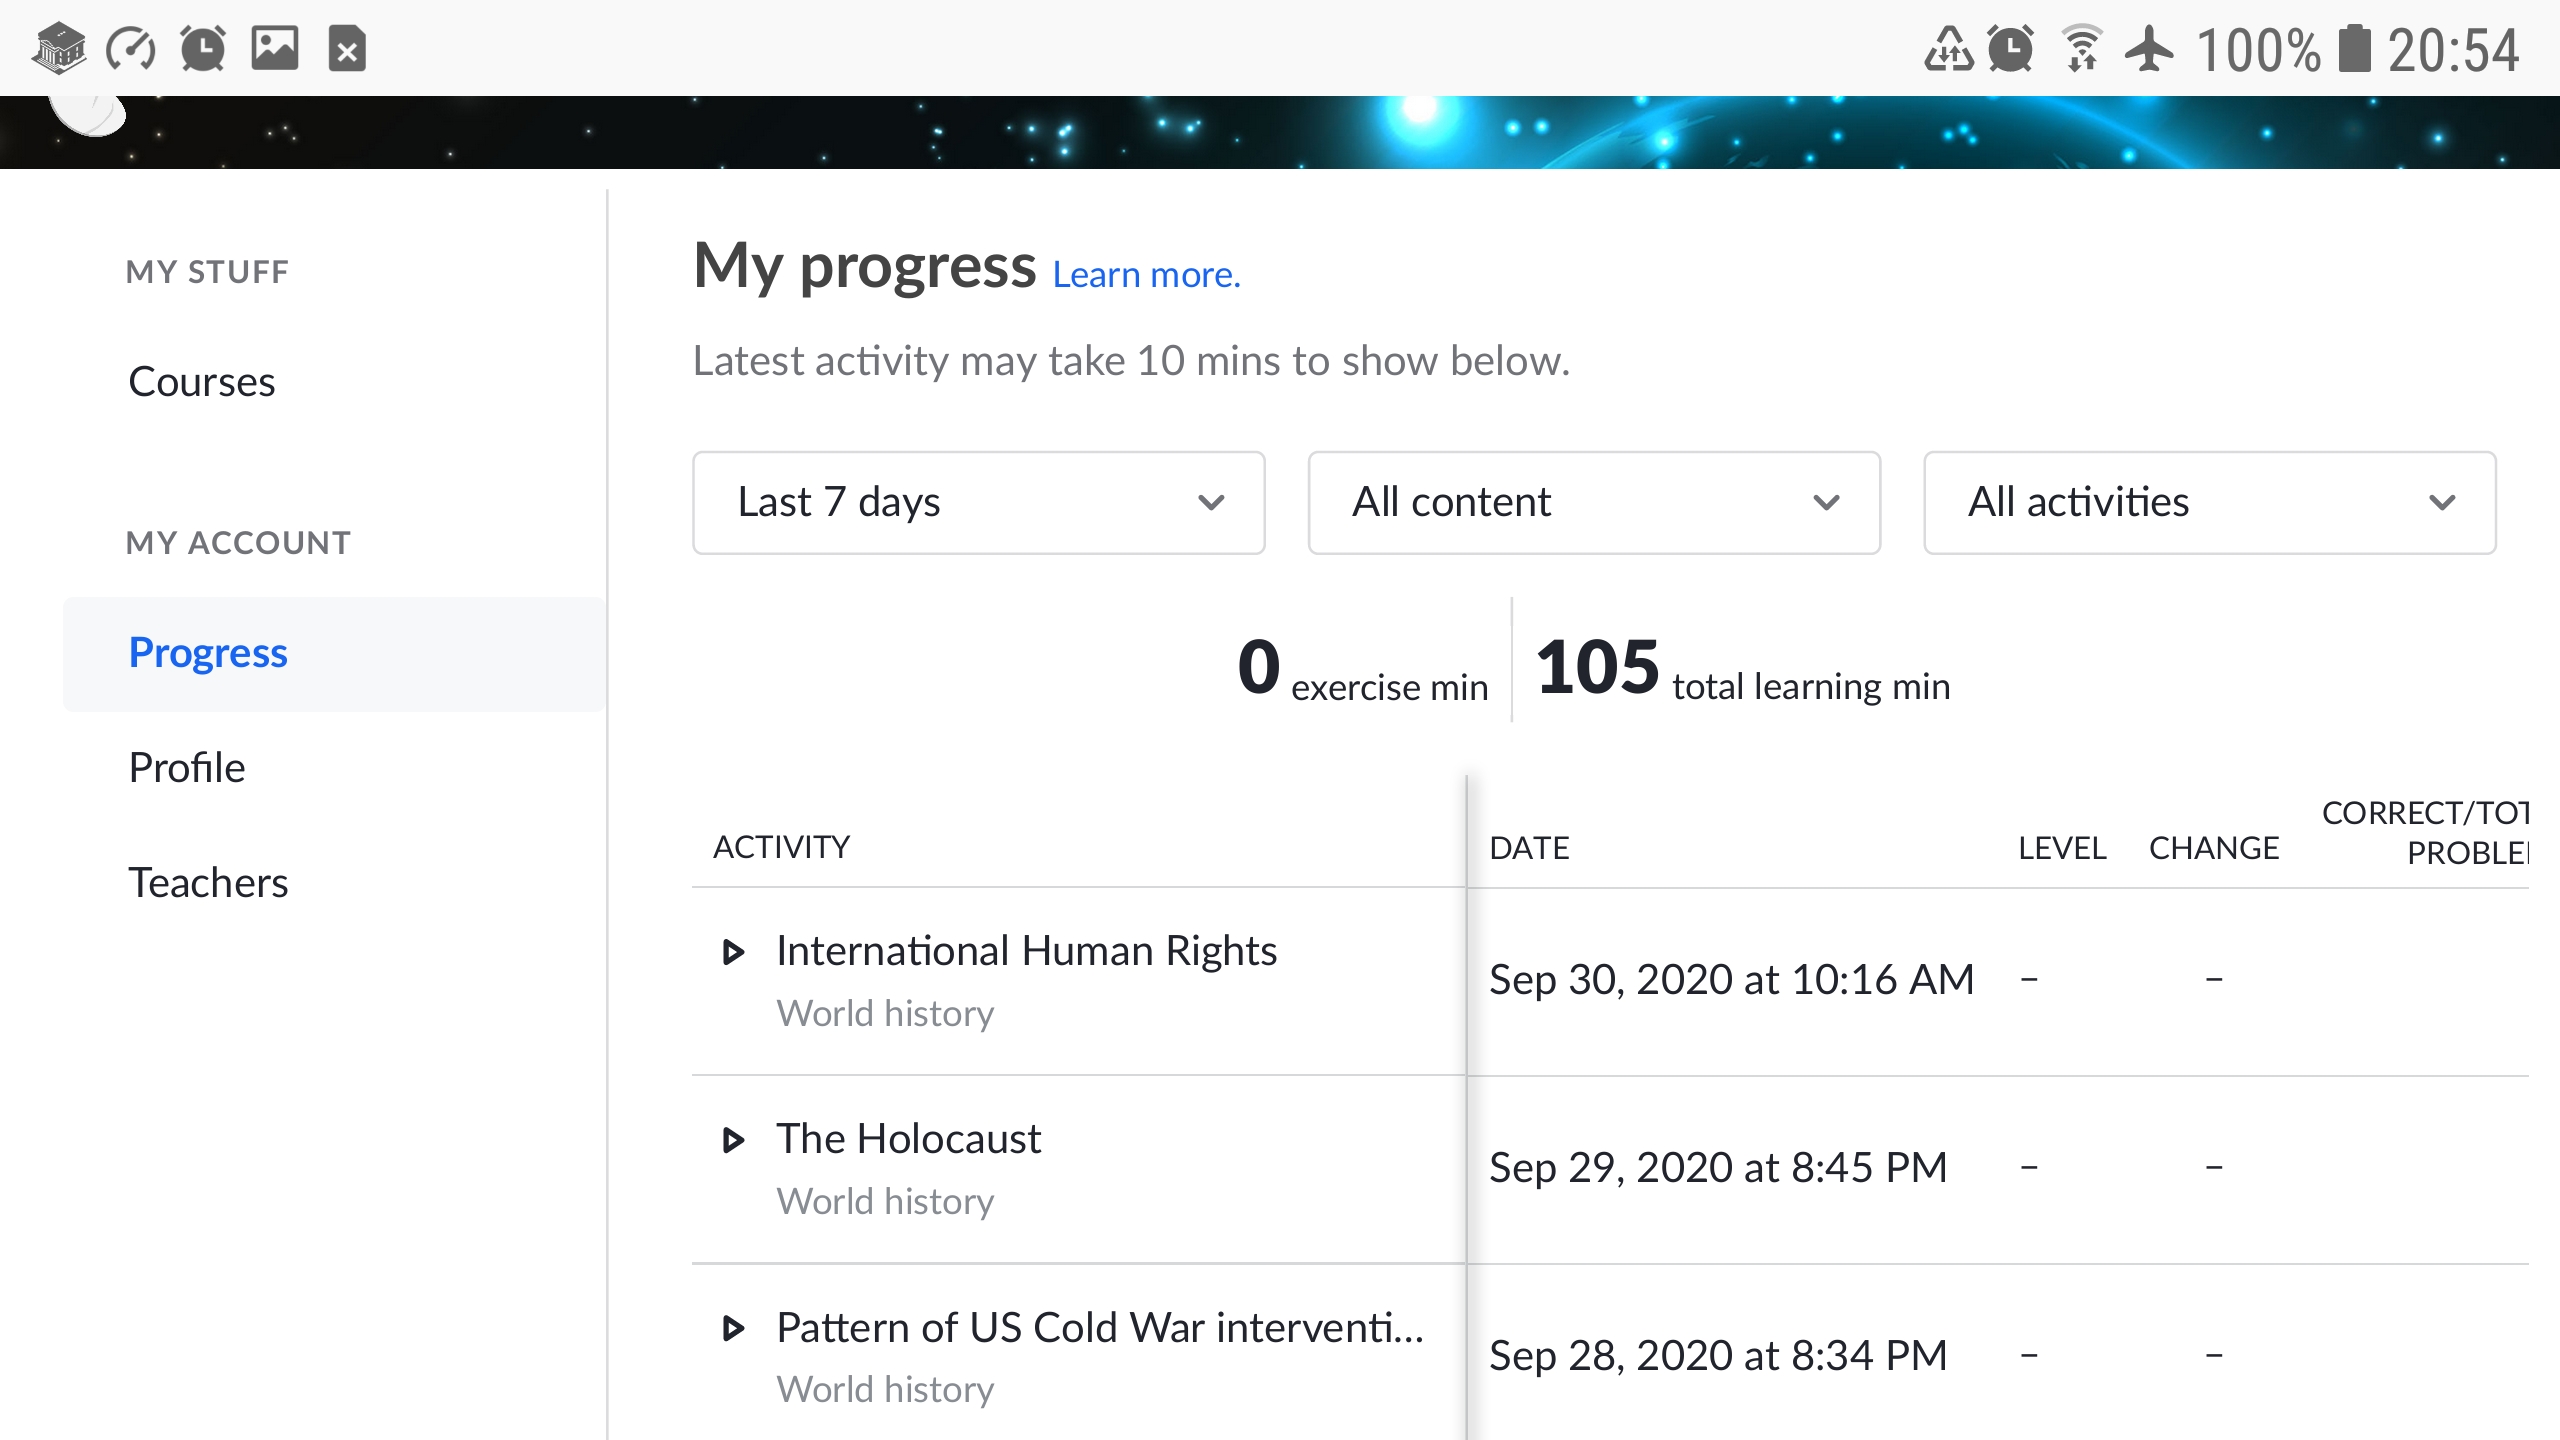 100% 20:54
MY STUFF
Courses
MY ACCOUNT
Progress
Profile
Teachers
My progress Learn more.
Latest activity may take 10 mins to show below.
Last 7 days All content All activities
0 exercise min 105 total learning min
ACTIVITY DATE LEVEL CHANGE CORRECT/TOT
PROBLE
International Human Rights
World history
Sep 30, 2020 at 10:16 AM – –
The Holocaust
World history
Sep 29, 2020 at 8:45 PM – –
Pattern of US Cold War interventi...
World history
Sep 28, 2020 at 8:34 PM – –